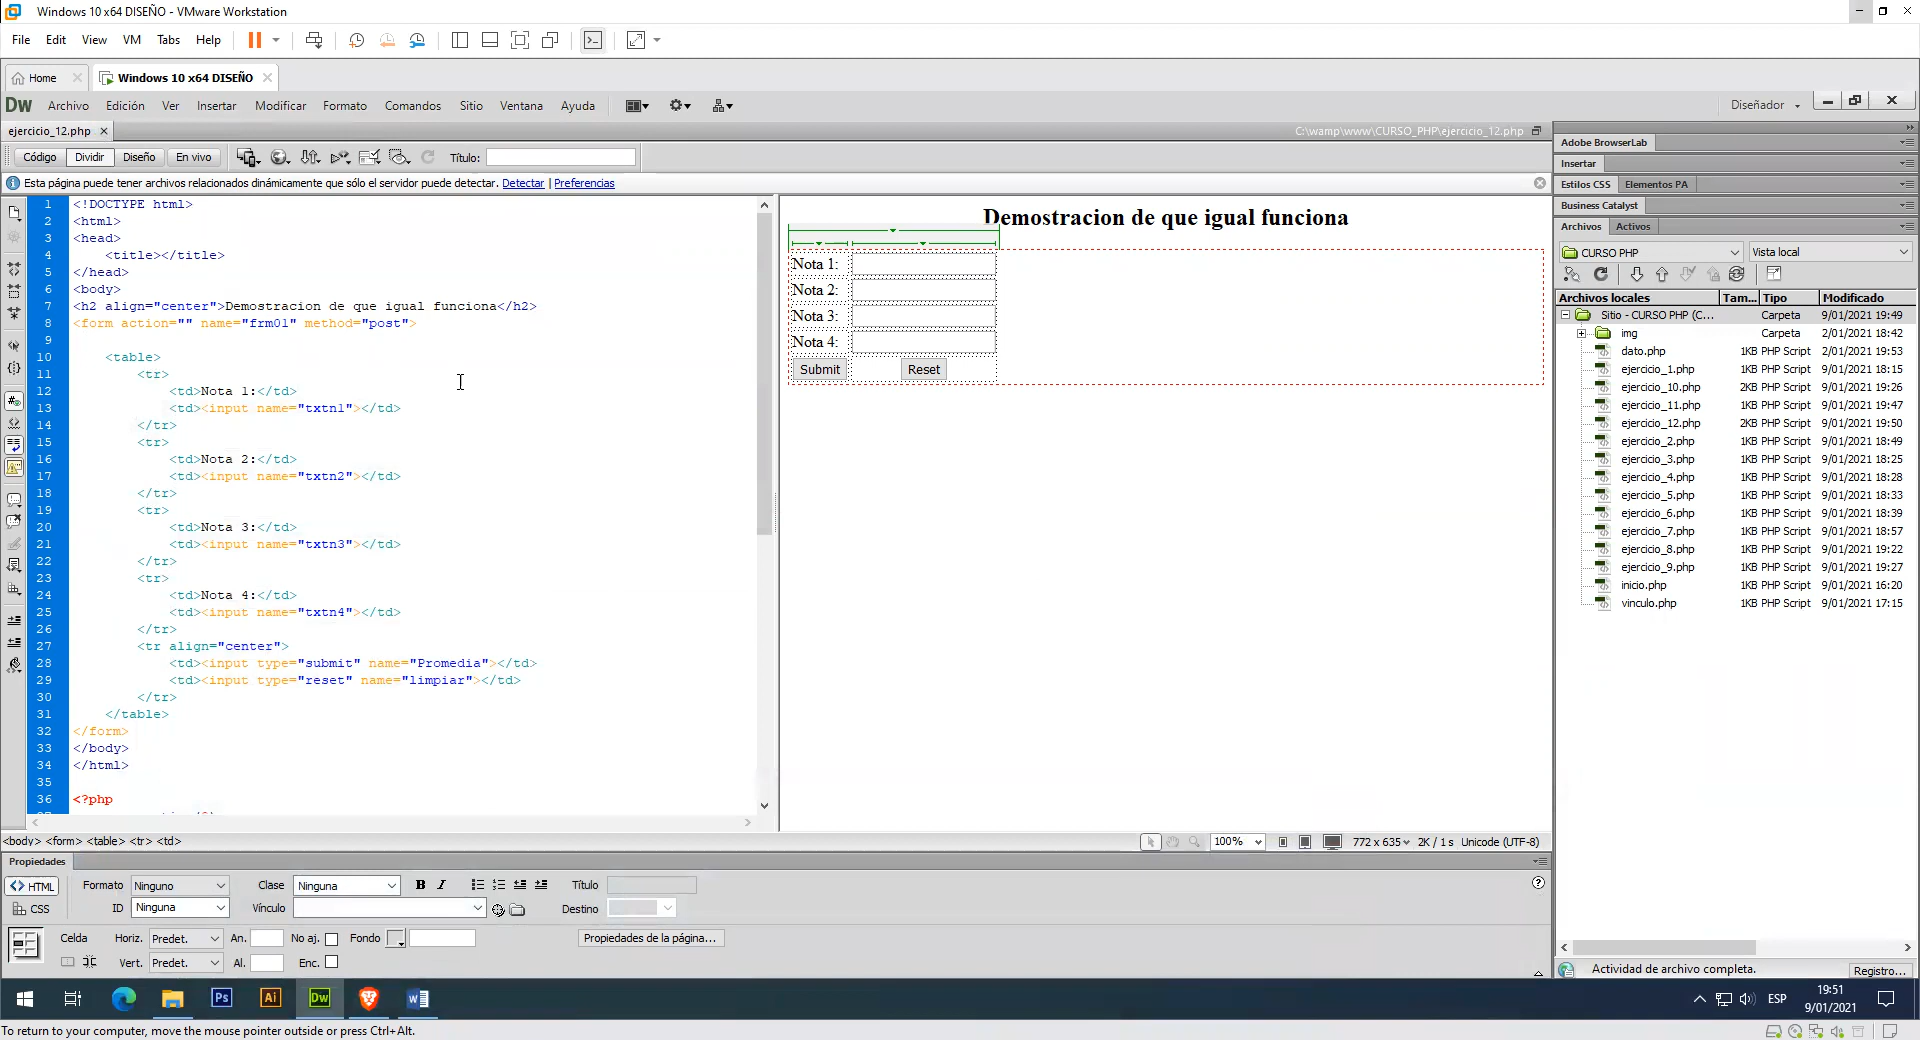 Windows 10 x64 DISEÑO - VMware Workstation
File Edit View VM Tabs Help
Home
Windows 10 x64 DISEÑO
Dw Archivo Edición Ver Insertar Modificar Formato Comandos Sitio Ventana Ayuda Diseñador
ejercicio_12.php
C:\wamp\www\CURSO_PHP\ejercicio_12.php
Código Dividir Diseño En vivo Título:
Esta página puede tener archivos relacionados dinámicamente que sólo el servidor puede detectar. Detectar | Preferencias
1 <!DOCTYPE html>
2 <html>
3 <head>
4 <title></title>
5 </head>
6 <body>
7 <h2 align="center">Demostracion de que igual funciona</h2>
8 <form action="" name="frm01" method="post">
9
10 <table>
11 <tr>
12 <td>Nota 1:</td>
13 <td><input name="txtn1"></td>
14 </tr>
15 <tr>
16 <td>Nota 2:</td>
17 <td><input name="txtn2"></td>
18 </tr>
19 <tr>
20 <td>Nota 3:</td>
21 <td><input name="txtn3"></td>
22 </tr>
23 <tr>
24 <td>Nota 4:</td>
25 <td><input name="txtn4"></td>
26 </tr>
27 <tr align="center">
28 <td><input type="submit" name="Promedia"></td>
29 <td><input type="reset" name="limpiar"></td>
30 </tr>
31 </table>
32 </form>
33 </body>
34 </html>
35
36 <?php
Demostracion de que igual funciona
Nota 1:
Nota 2:
Nota 3:
Nota 4:
Submit Reset
Adobe BrowserLab
Insertar
Estilos CSS Elementos PA
Business Catalyst
Archivos Activos
CURSO PHP Vista local
Archivos locales Tam... Tipo Modificado
Sitio - CURSO PHP (C... Carpeta 9/01/2021 19:49
img Carpeta 2/01/2021 18:42
dato.php 1KB PHP Script 2/01/2021 19:53
ejercicio_1.php 1KB PHP Script 9/01/2021 18:15
ejercicio_10.php 2KB PHP Script 9/01/2021 19:26
ejercicio_11.php 1KB PHP Script 9/01/2021 19:47
ejercicio_12.php 2KB PHP Script 9/01/2021 19:50
ejercicio_2.php 1KB PHP Script 9/01/2021 18:49
ejercicio_3.php 1KB PHP Script 9/01/2021 18:25
ejercicio_4.php 1KB PHP Script 9/01/2021 18:28
ejercicio_5.php 1KB PHP Script 9/01/2021 18:33
ejercicio_6.php 1KB PHP Script 9/01/2021 18:39
ejercicio_7.php 1KB PHP Script 9/01/2021 18:57
ejercicio_8.php 1KB PHP Script 9/01/2021 19:22
ejercicio_9.php 1KB PHP Script 9/01/2021 19:27
inicio.php 1KB PHP Script 9/01/2021 16:20
vinculo.php 1KB PHP Script 9/01/2021 17:15
<body> <form> <table> <tr> <td>
100% 772 x 635 2K / 1 s Unicode (UTF-8)
Propiedades
HTML Formato Ninguno Clase Ninguna B I Título
CSS ID Ninguna Vínculo Destino
Celda Horiz. Predet. An. No aj. Fondo Propiedades de la página...
Vert. Predet. Al. Enc.
Actividad de archivo completa. Registro...
Ps Ai Dw ESP 19:51
9/01/2021
To return to your computer, move the mouse pointer outside or press Ctrl+Alt.